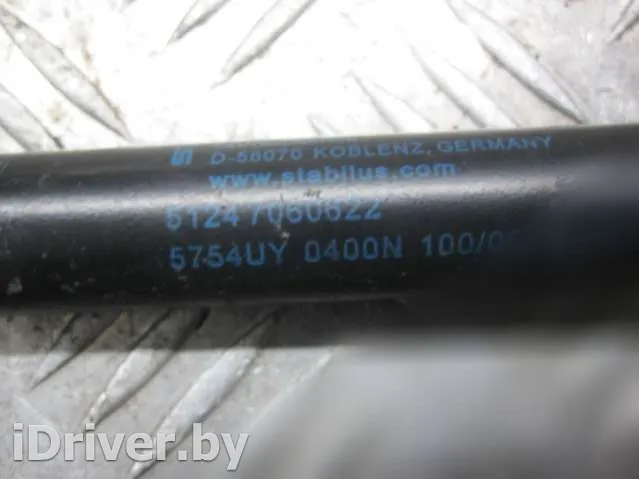 D-56070 KOBLENZ, GERMANY
www.stabilus.com
51247060622
5754UY 0400N 100/0
iDriver.by